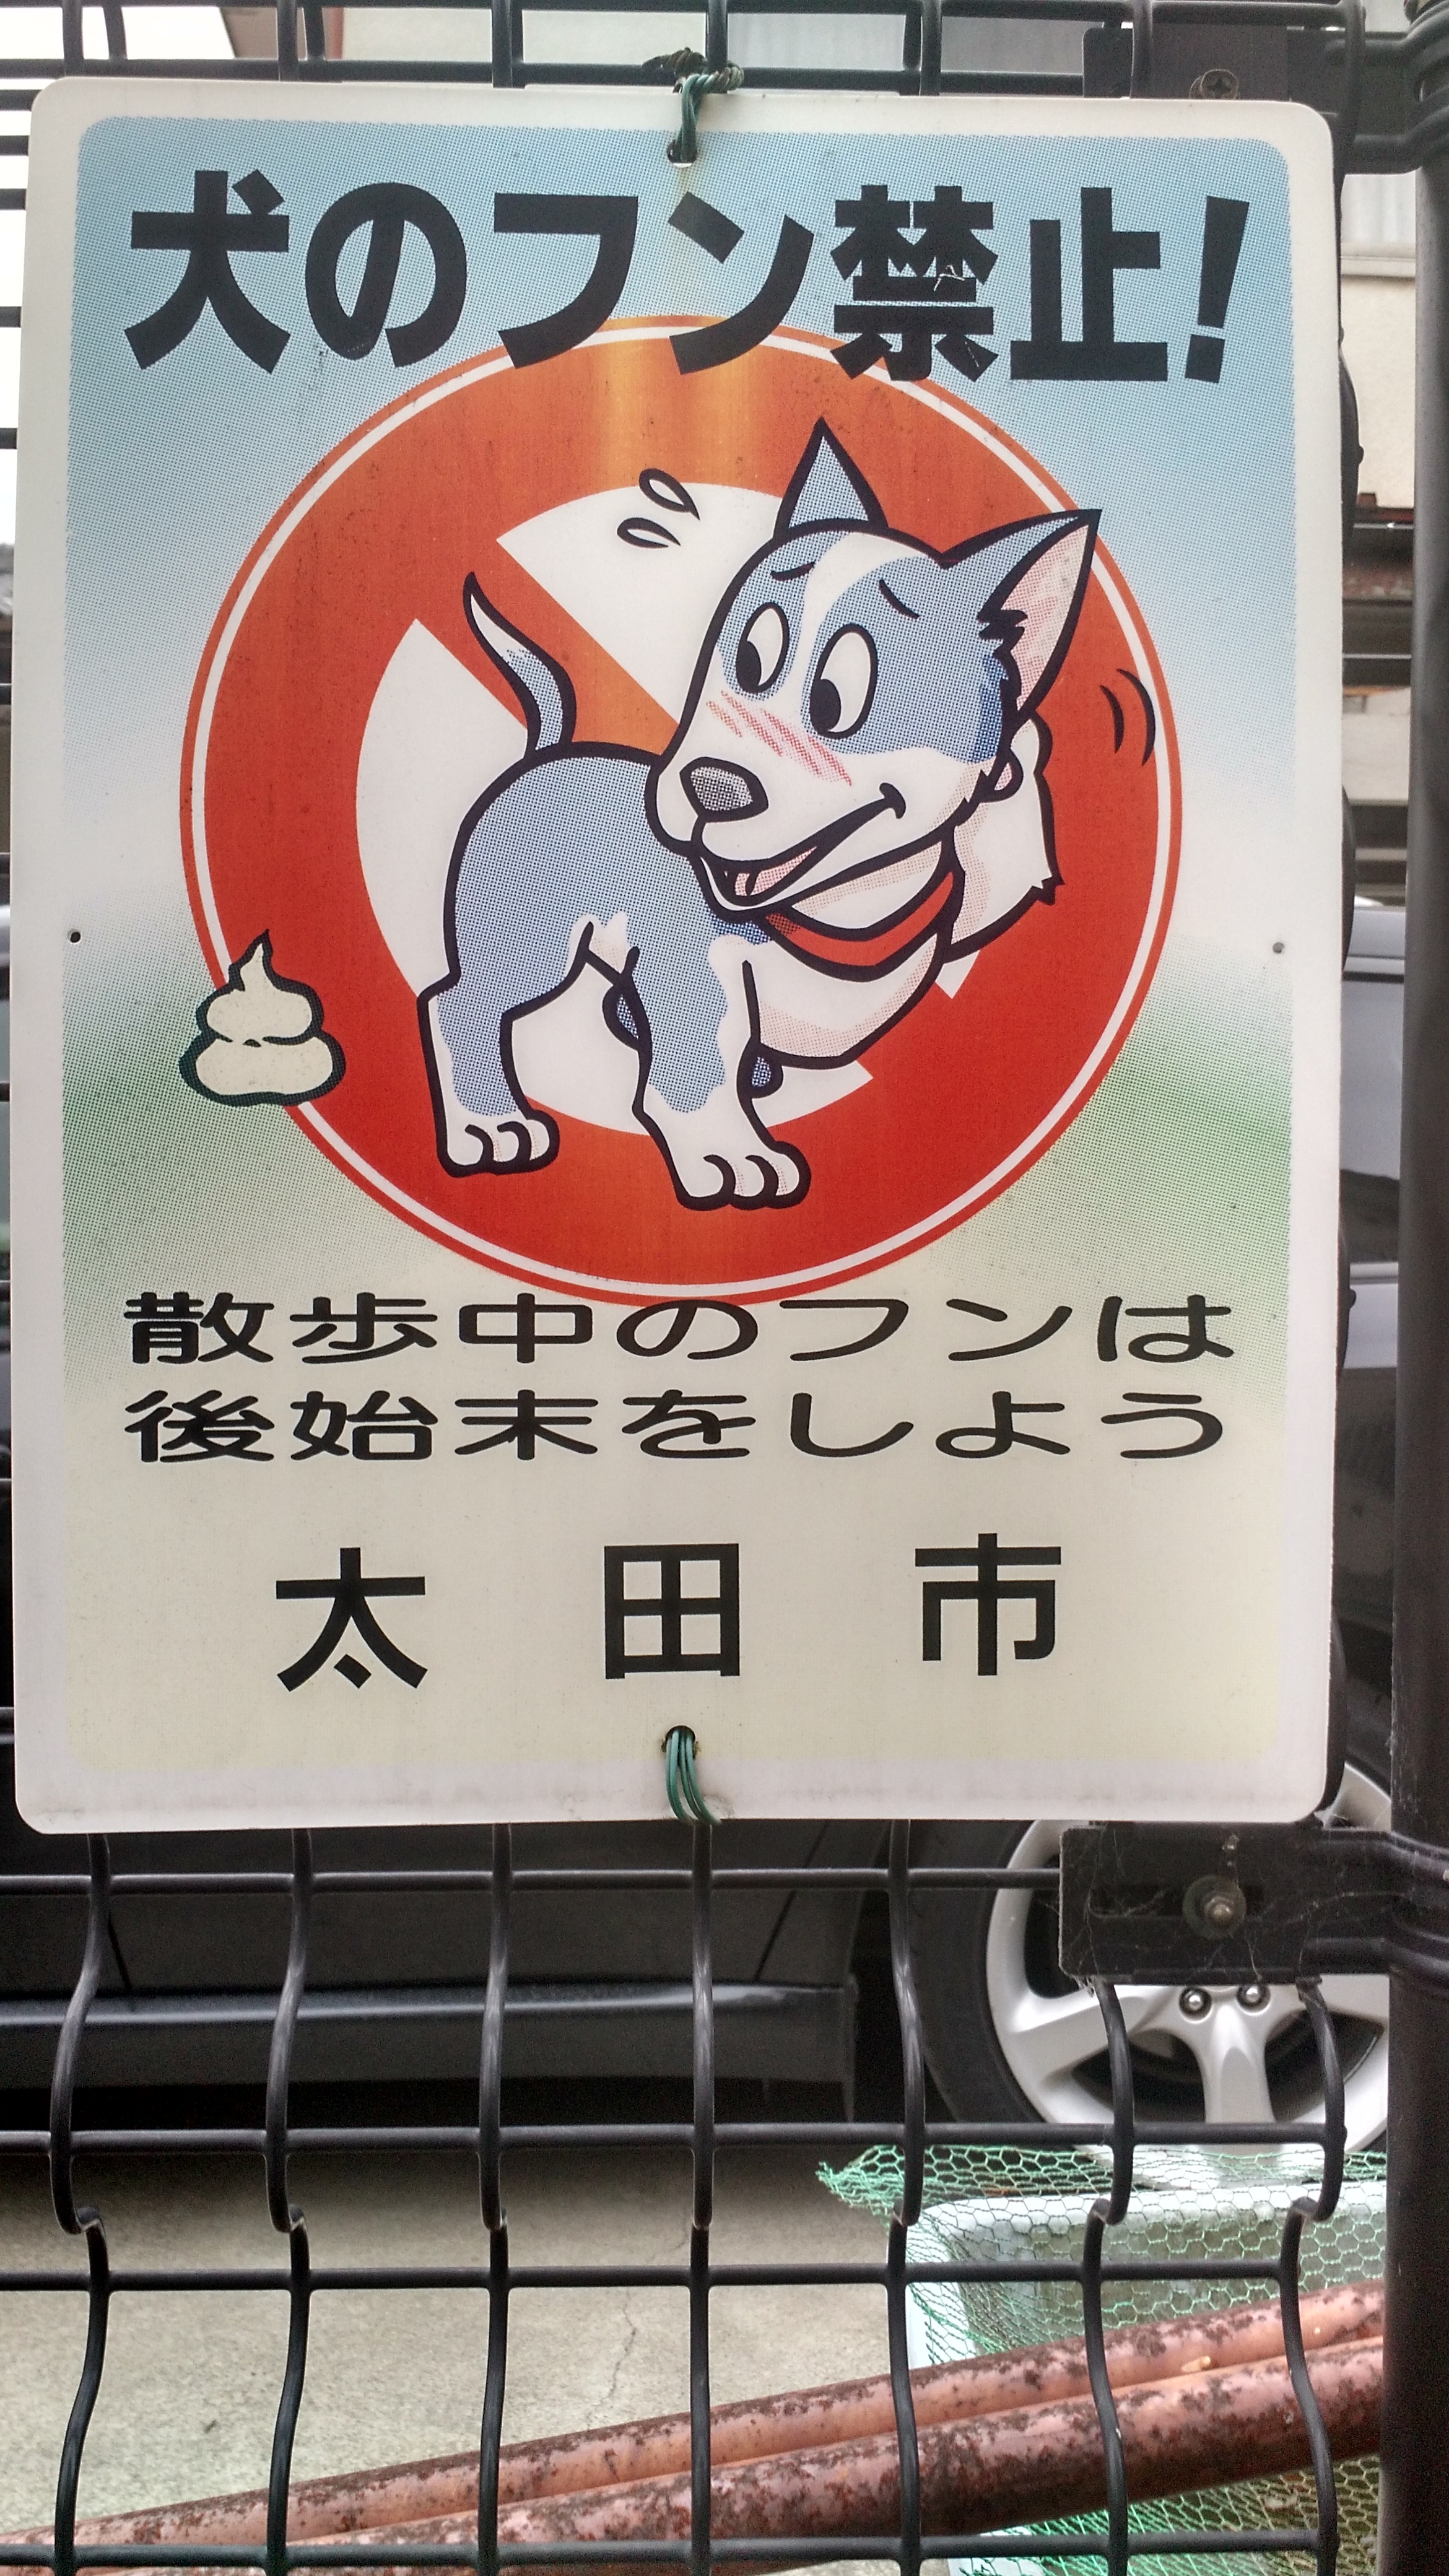 犬のフン禁止!
散歩中のフンは
後始末をしよう
太田市